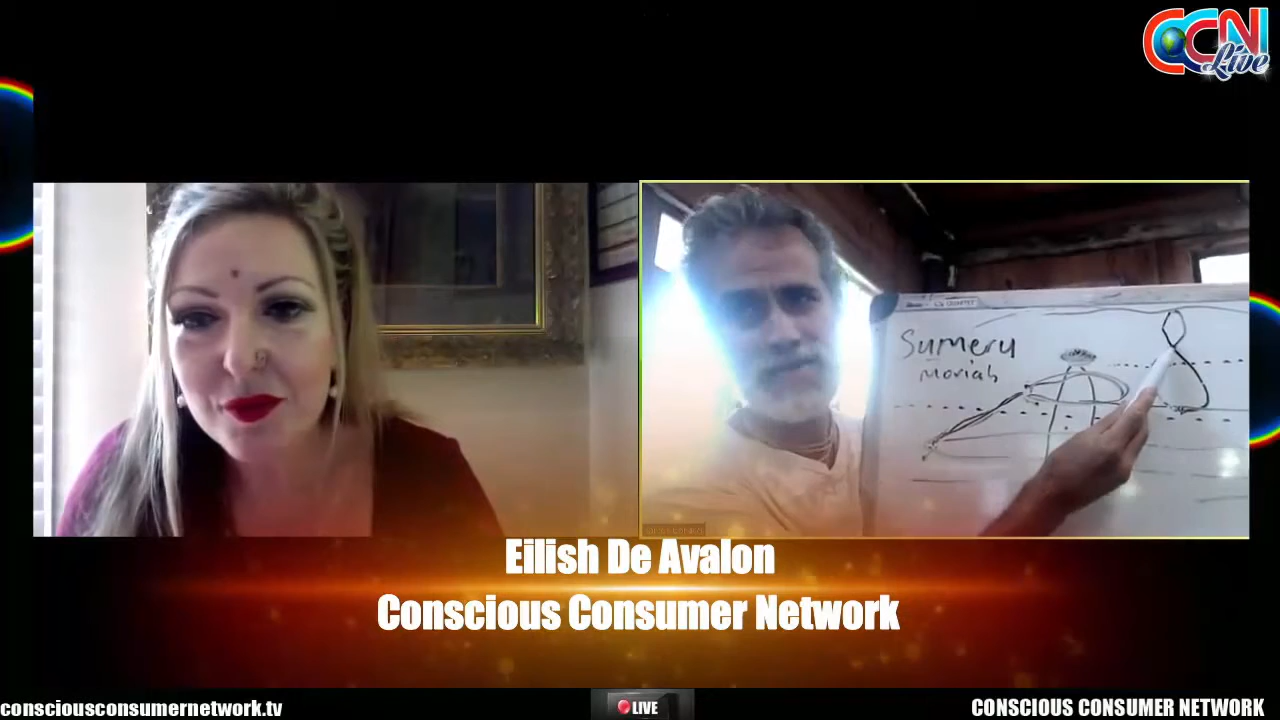 CCN
Live
Sumeru
Moriah
Eilish De Avalon
Conscious Consumer Network
consciousconsumernetwork.tv
LIVE
CONSCIOUS CONSUMER NETWORK